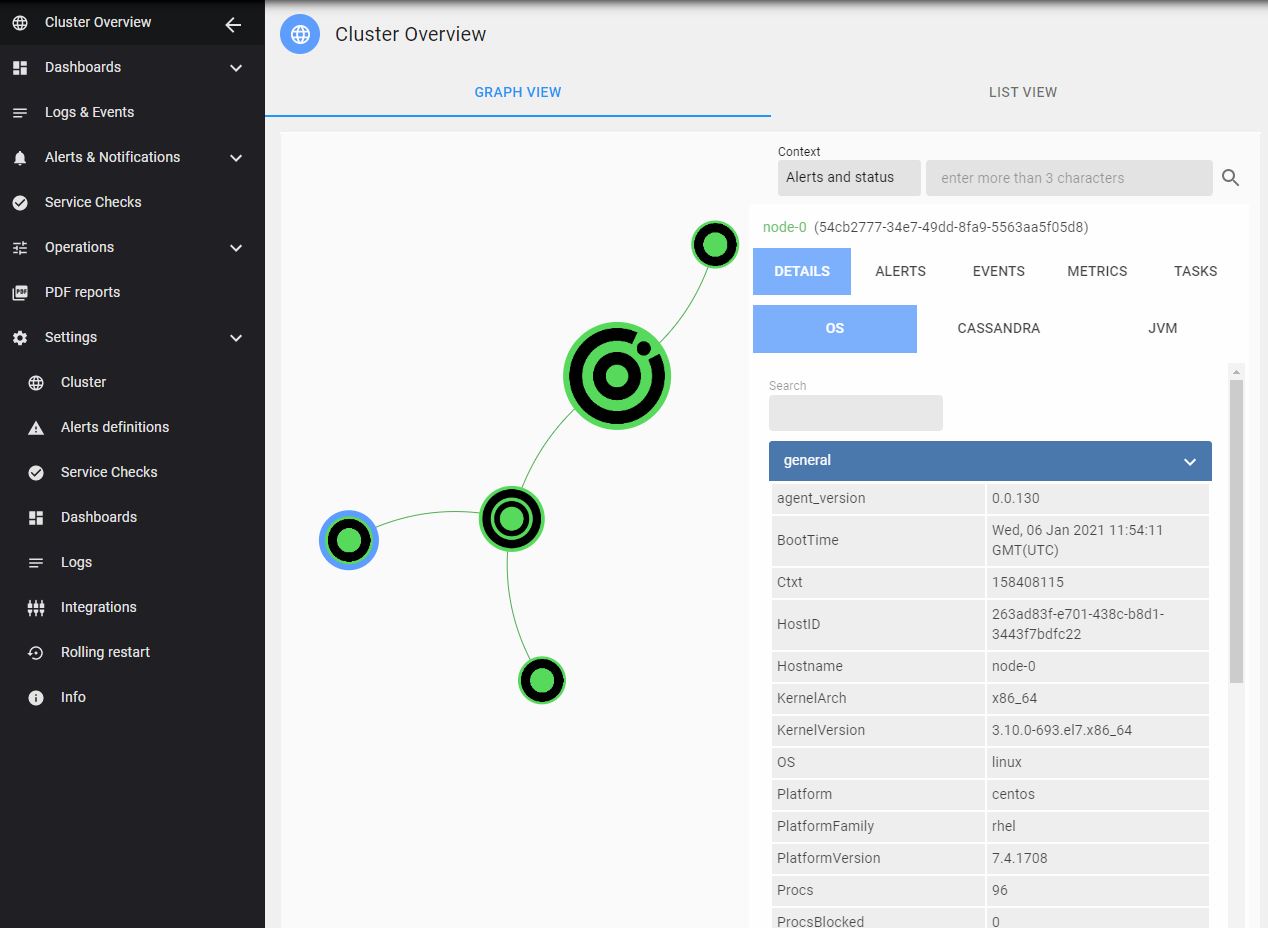 Cluster Overview
Dashboards
Logs & Events
Alerts & Notifications
Service Checks
Operations
PDF
PDF reports
Settings
Cluster
Alerts definitions
Service Checks
Dashboards
Logs
Integrations
Rolling restart
Info
Cluster Overview
GRAPH VIEW LIST VIEW
Context
Alerts and status enter more than 3 characters
node-0 (54cb2777-34e7-49dd-8fa9-5563aa5f05d8)
DETAILS ALERTS EVENTS METRICS TASKS
OS CASSANDRA JVM
Search
general
agent_version 0.0.130
BootTime Wed, 06 Jan 2021 11:54:11
GMT(UTC)
Ctxt 158408115
HostID 263ad83f-e701-438c-b8d1-
3443f7bdfc22
Hostname node-0
KernelArch x86_64
KernelVersion 3.10.0-693.el7.x86_64
OS linux
Platform centos
PlatformFamily rhel
PlatformVersion 7.4.1708
Procs 96
ProcsBlocked 0